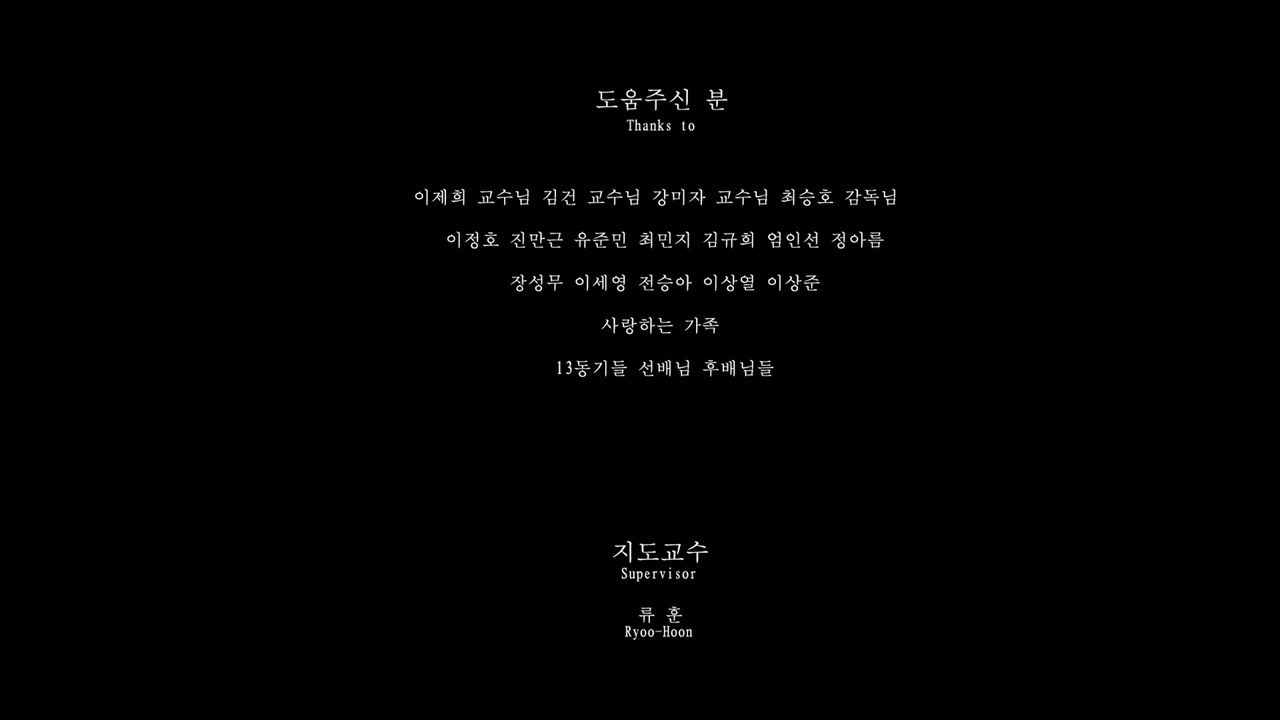 도움주신 분
Thanks to
이제희 교수님 김건 교수님 강미자 교수님 최승호 감독님
이정호 진만근 유준민 최민지 김규희 엄인선 정아름
장성무 이세영 전승아 이상열 이상준
사랑하는 가족
13동기들 선배님 후배님들
지도교수
Supervisor
류 훈
Ryoo-Hoon